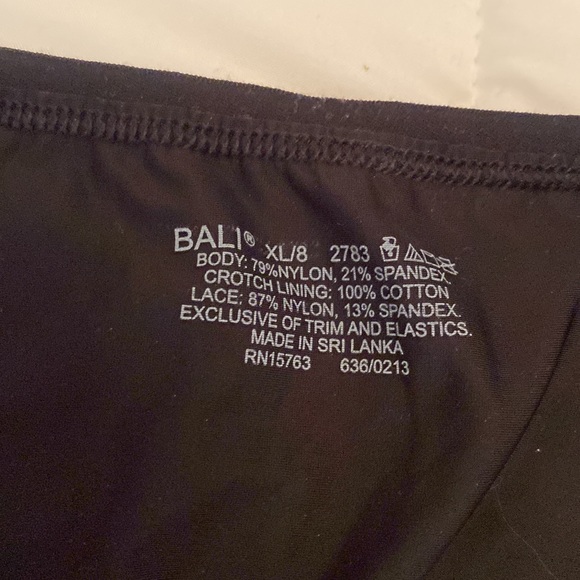 BALI® XL/8 2783
BODY: 79%NYLON, 21% SPANDEX.
CROTCH LINING: 100% COTTON
LACE: 87% NYLON, 13% SPANDEX.
EXCLUSIVE OF TRIM AND ELASTICS.
MADE IN SRI LANKA
RN15763 636/0213